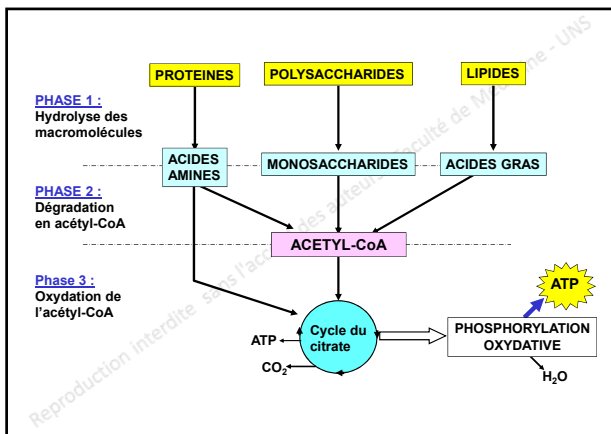 PROTEINES
POLYSACCHARIDES
LIPIDES
PHASE 1 :
Hydrolyse des
macromolécules
ACIDES
AMINES
MONOSACCHARIDES
ACIDES GRAS
PHASE 2 :
Dégradation
en acétyl-CoA
ACETYL-CoA
Phase 3 :
Oxydation de
l'acétyl-CoA
Cycle du
citrate
ATP
CO₂
ATP
PHOSPHORYLATION
OXYDATIVE
H₂O
Reproduction interdite sans l'accord des auteurs Faculté de Médecine - UNS